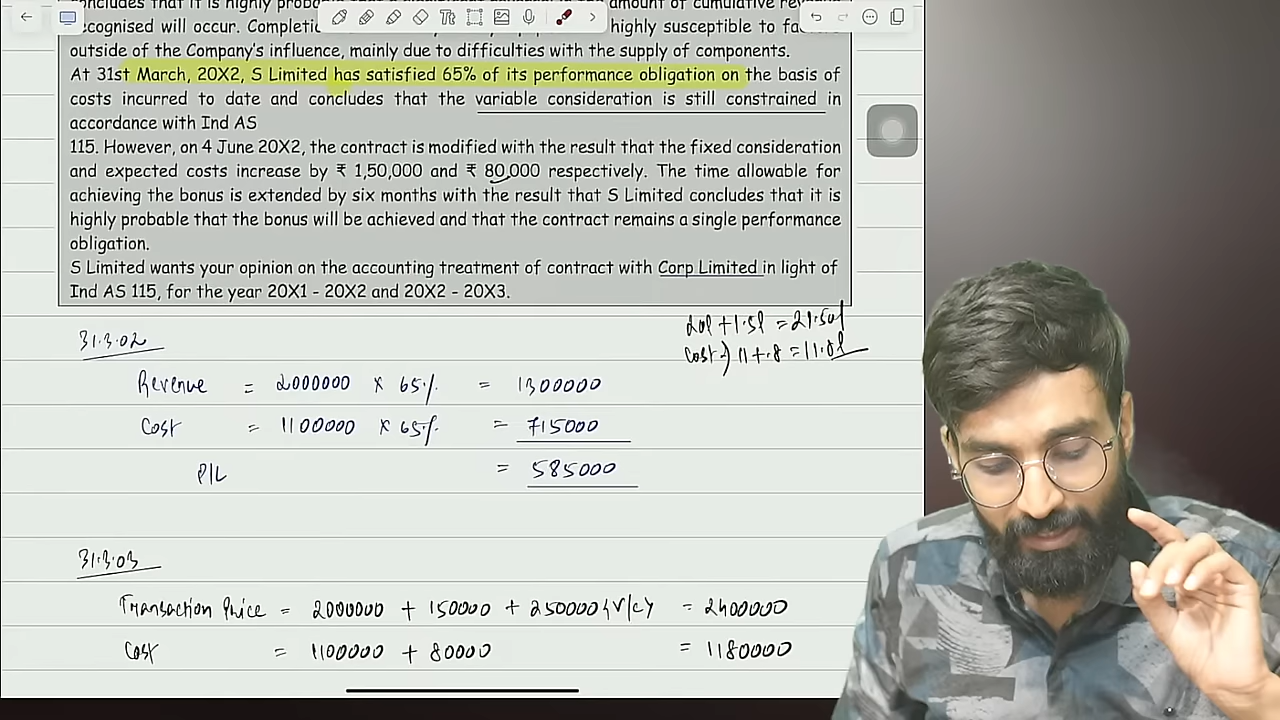 concludes that it is highly
amount of cumulative
recognised will occur. highly susceptible to
outside of the Company's influence, mainly due to difficulties with the supply of components.
At 31st March, 20X2, S Limited has satisfied 65% of its performance obligation on the basis of
costs incurred to date and concludes that the variable consideration is still constrained in
accordance with Ind AS
115. However, on 4 June 20X2, the contract is modified with the result that the fixed consideration
and expected costs increase by ₹ 1,50,000 and ₹ 80,000 respectively. The time allowable for
achieving the bonus is extended by six months with the result that S Limited concludes that it is
highly probable that the bonus will be achieved and that the contract remains a single performance
obligation.
S Limited wants your opinion on the accounting treatment of contract with Corp Limited in light of
Ind AS 115, for the year 20X1 - 20X2 and 20X2 - 20X3.
20l + 1.5l = 21.50l
Cost → 11 + .8 = 11.8l
31.3.02
Revenue = 2000000 x 65% = 1300000
Cost = 1100000 x 65% = 715000
P/L = 585000
31.3.03
Transaction Price = 2000000 + 150000 + 250000 {V/C} = 2400000
Cost = 1100000 + 80000 = 1180000